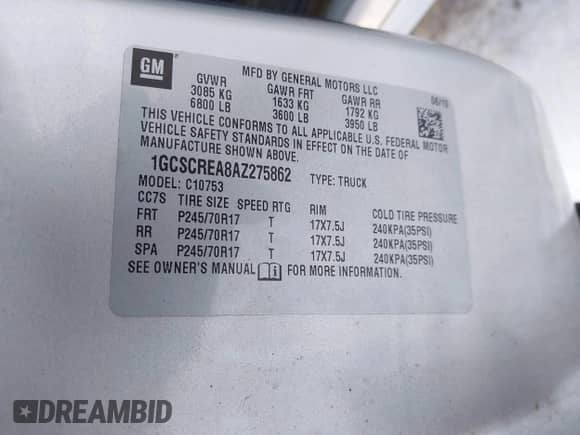 GM
MFD BY GENERAL MOTORS LLC
GVWR GAWR FRT GAWR RR 06/10
3085 KG 1633 KG 1792 KG
6800 LB 3600 LB 3950 LB
THIS VEHICLE CONFORMS TO ALL APPLICABLE U.S. FEDERAL MOTOR
VEHICLE SAFETY STANDARDS IN EFFECT ON THE DATE OF
MANUFACTURE SHOWN ABOVE.
1GCSCREA8AZ275862 TYPE: TRUCK
MODEL: C10753
CC7S TIRE SIZE SPEED RTG RIM COLD TIRE PRESSURE
FRT P245/70R17 T 17X7.5J 240KPA(35PSI)
RR P245/70R17 T 17X7.5J 240KPA(35PSI)
SPA P245/70R17 T 17X7.5J 240KPA(35PSI)
SEE OWNER'S MANUAL FOR MORE INFORMATION.
DREAMBID